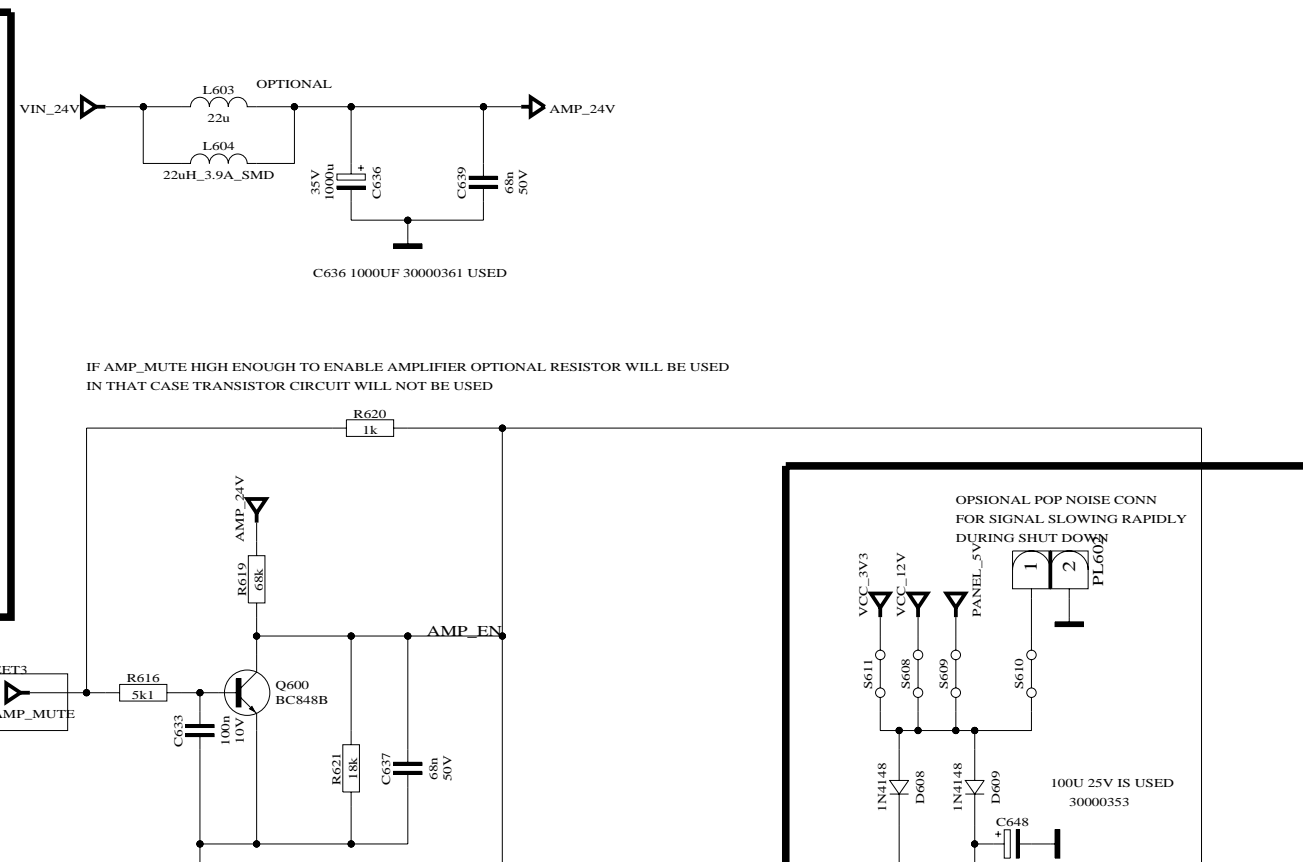 OPTIONAL
L603
22u
VIN_24V
AMP_24V
L604
22uH_3.9A_SMD
35V
1000u
+
C636
C639
68n
50V
C636 1000UF 30000361 USED
IF AMP_MUTE HIGH ENOUGH TO ENABLE AMPLIFIER OPTIONAL RESISTOR WILL BE USED
IN THAT CASE TRANSISTOR CIRCUIT WILL NOT BE USED
R620
1k
AMP_24V
R619
68k
AMP_EN
R616
5k1
AMP_MUTE
Q600
BC848B
C633
100n
10V
R621
18k
C637
68n
50V
OPSIONAL POP NOISE CONN
FOR SIGNAL SLOWING RAPIDLY
DURING SHUT DOWN
VCC_3V3
VCC_12V
PANEL_5V
1
2
PL602
S611
S608
S609
S610
1N4148
D608
1N4148
D609
100U 25V IS USED
30000353
C648
+